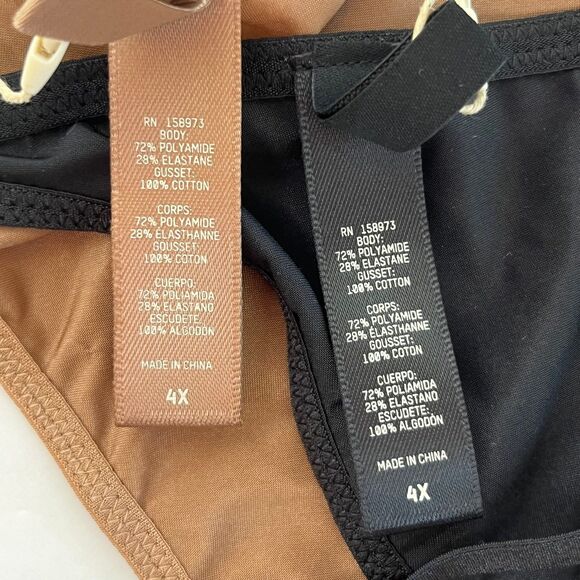 RN 158973
BODY:
72% POLYAMIDE
28% ELASTANE
GUSSET:
100% COTTON
CORPS:
72% POLYAMIDE
28% ÉLASTHANNE
GOUSSET:
100% COTON
CUERPO:
72% POLIAMIDA
28% ELASTANO
ESCUDETE:
100% ALGODÓN
MADE IN CHINA
4X
RN 158973
BODY:
72% POLYAMIDE
28% ELASTANE
GUSSET:
100% COTTON
CORPS:
72% POLYAMIDE
28% ÉLASTHANNE
GOUSSET:
100% COTON
CUERPO:
72% POLIAMIDA
28% ELASTANO
ESCUDETE:
100% ALGODÓN
MADE IN CHINA
4X